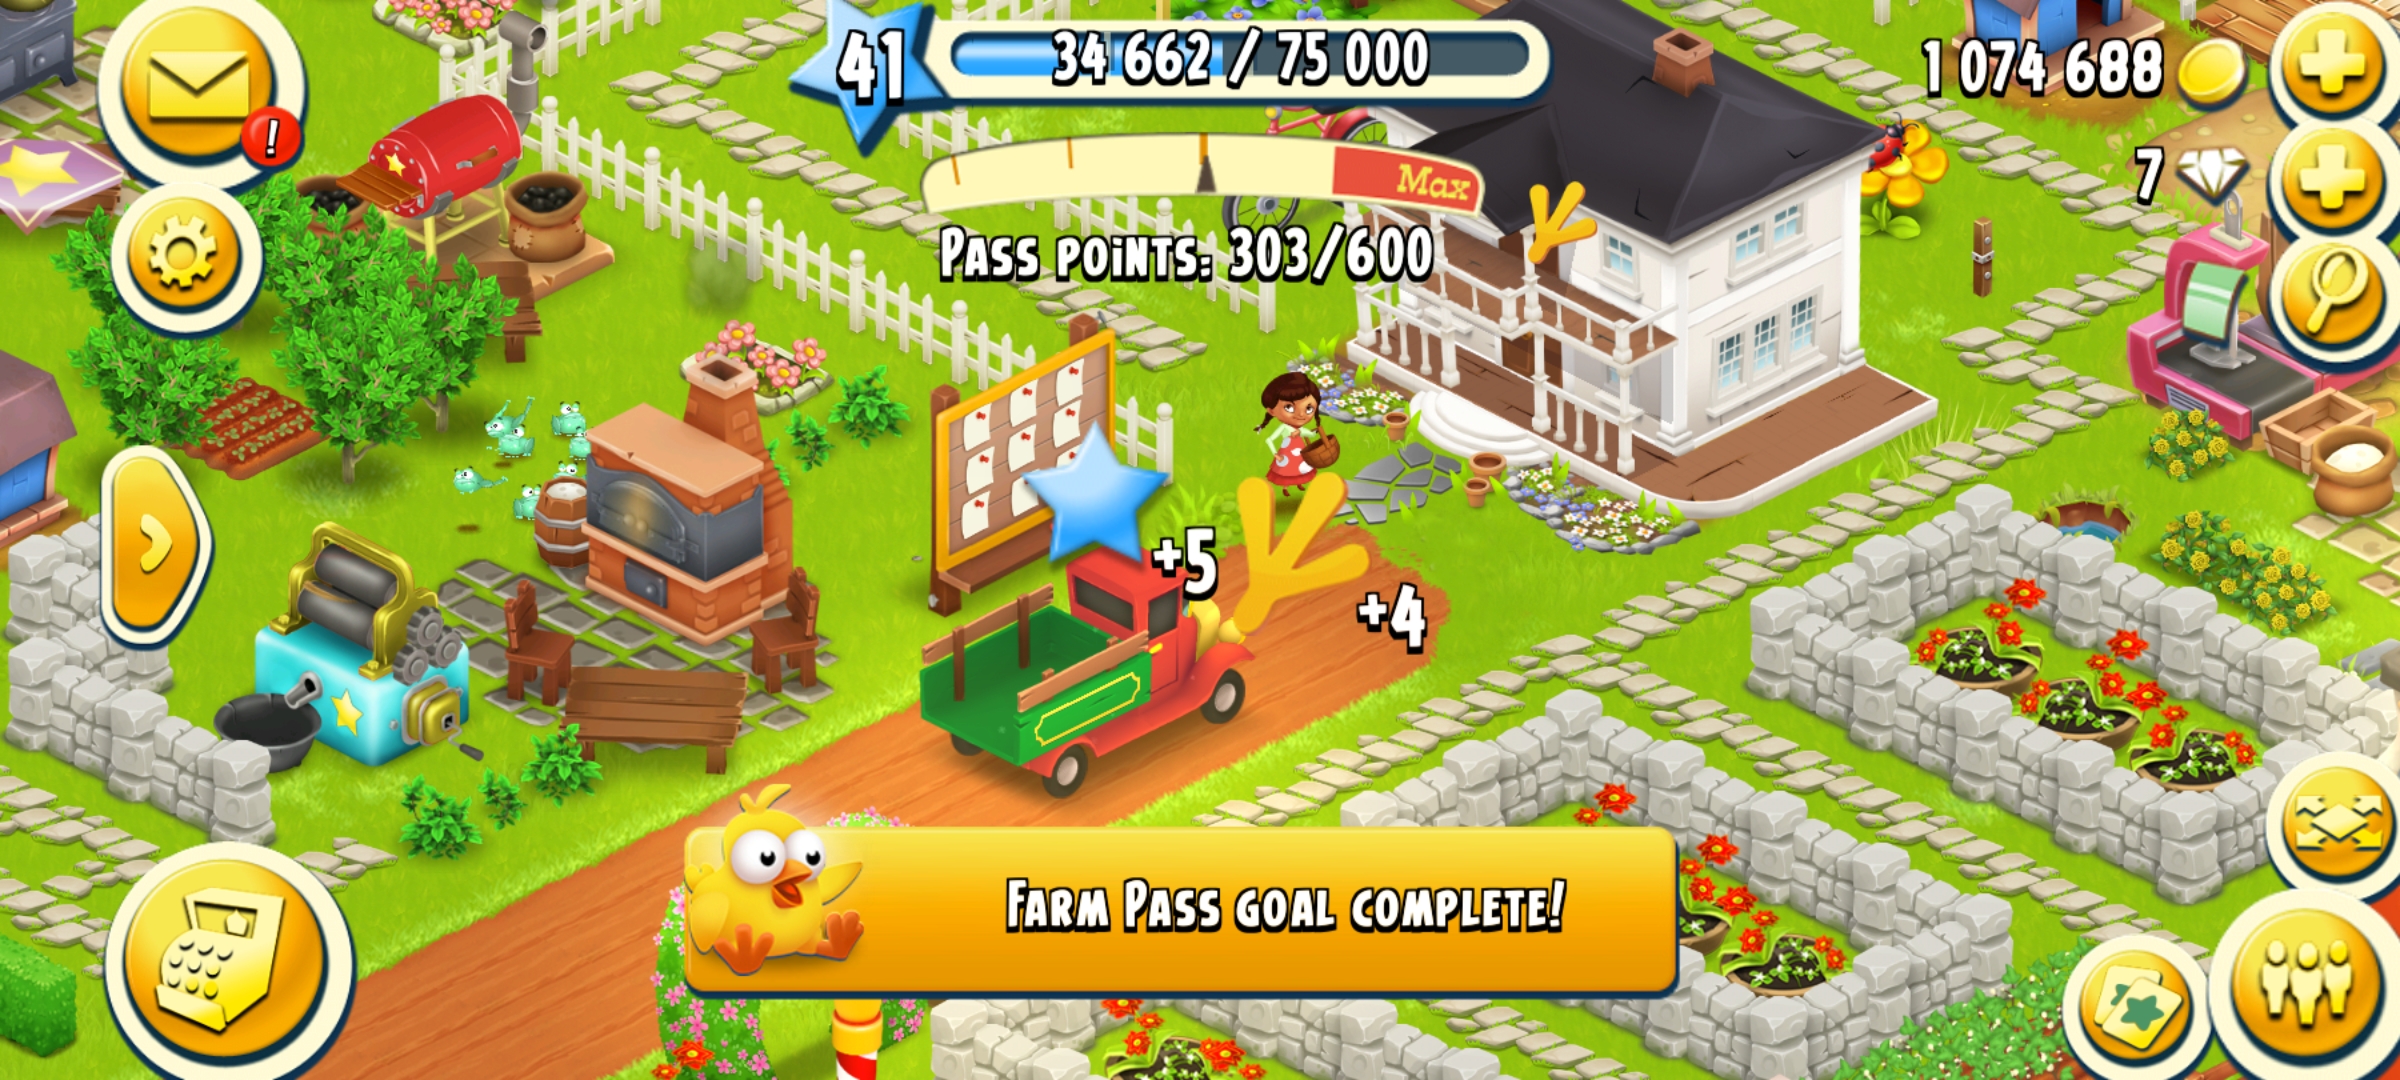 41
34 662 / 75 000
1 074 688
7
Max
Pass points: 303/600
+5
+4
Farm Pass goal complete!
!